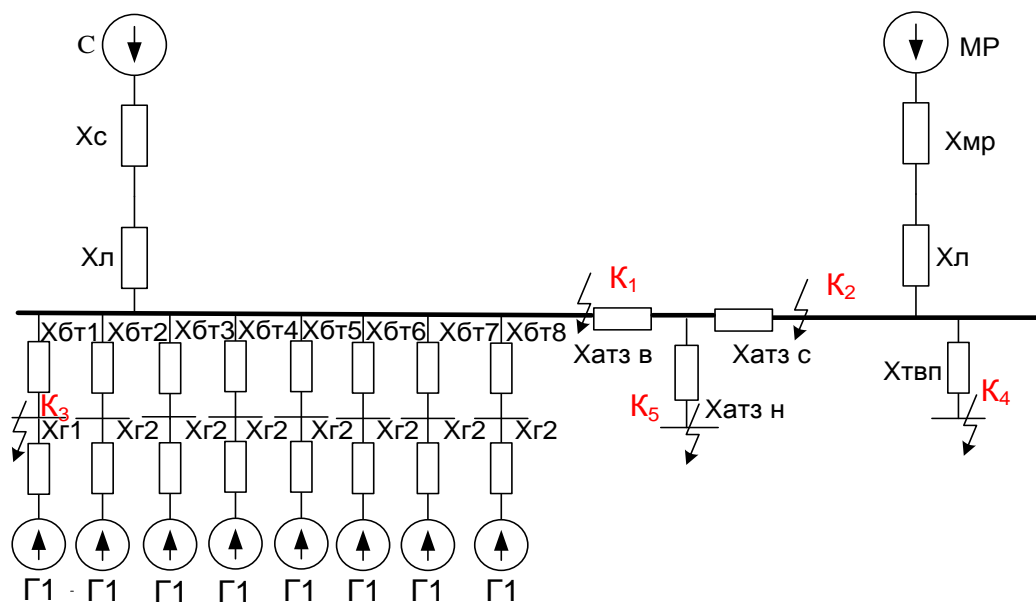 С
МР
Хс
Хмр
Хл
Хл
К1
К2
Хбт1 Хбт2 Хбт3 Хбт4 Хбт5 Хбт6 Хбт7 Хбт8
Хатз в
Хатз с
Хтвп
К3
К5
Хатз н
К4
Хг1 Хг2 Хг2 Хг2 Хг2 Хг2 Хг2 Хг2
Г1 Г1 Г1 Г1 Г1 Г1 Г1 Г1